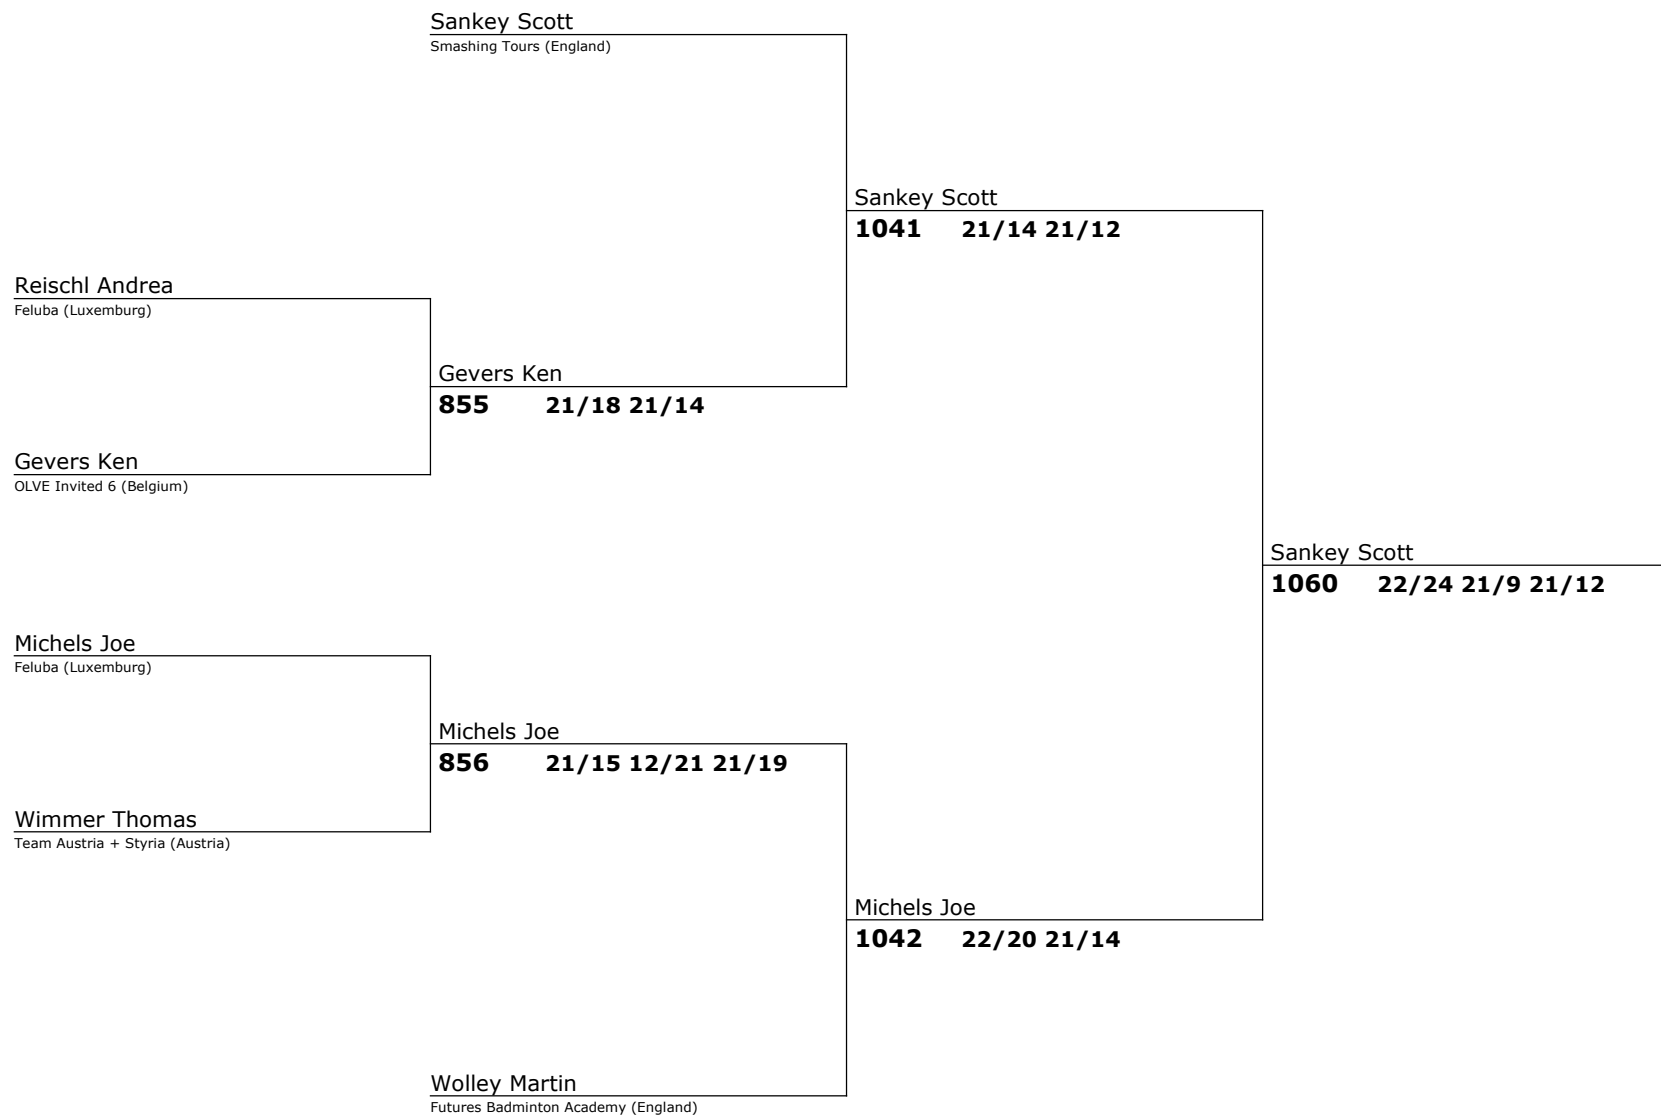 Sankey Scott
Smashing Tours (England)
Sankey Scott
1041 21/14 21/12
Reischl Andrea
Feluba (Luxemburg)
Gevers Ken
855 21/18 21/14
Gevers Ken
OLVE Invited 6 (Belgium)
Sankey Scott
1060 22/24 21/9 21/12
Michels Joe
Feluba (Luxemburg)
Michels Joe
856 21/15 12/21 21/19
Wimmer Thomas
Team Austria + Styria (Austria)
Michels Joe
1042 22/20 21/14
Wolley Martin
Futures Badminton Academy (England)